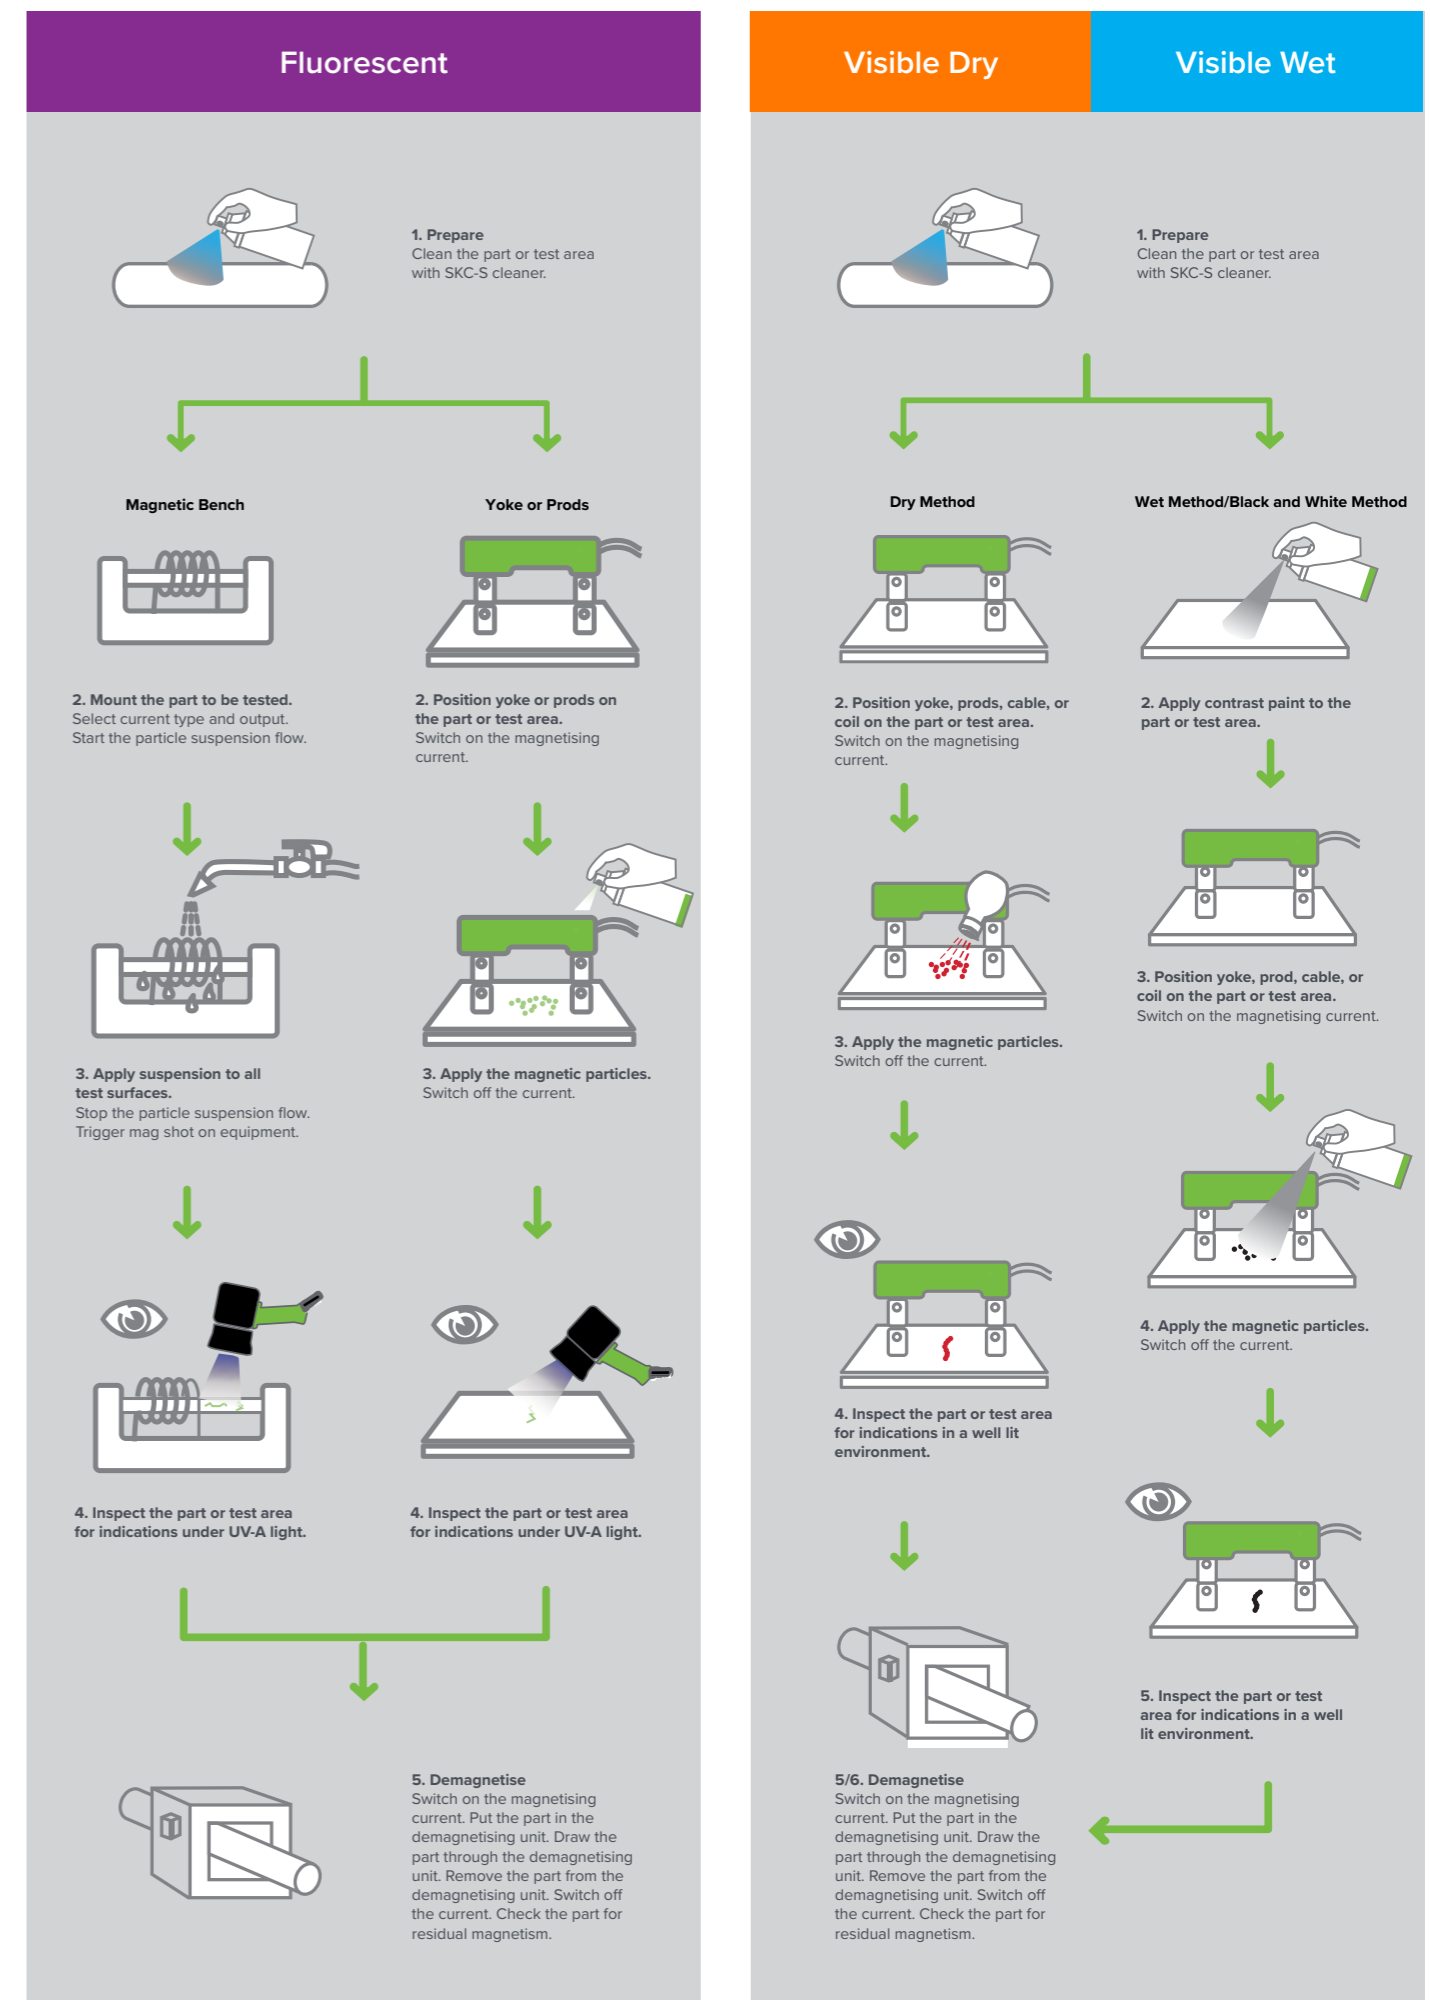 Fluorescent
1. Prepare
Clean the part or test area
with SKC-S cleaner.
Magnetic Bench
2. Mount the part to be tested.
Select current type and output.
Start the particle suspension flow.
3. Apply suspension to all
test surfaces.
Stop the particle suspension flow.
Trigger mag shot on equipment.
4. Inspect the part or test area
for indications under UV-A light.
Yoke or Prods
2. Position yoke or prods on
the part or test area.
Switch on the magnetising
current.
3. Apply the magnetic particles.
Switch off the current.
4. Inspect the part or test area
for indications under UV-A light.
5. Demagnetise
Switch on the magnetising
current. Put the part in the
demagnetising unit. Draw the
part through the demagnetising
unit. Remove the part from the
demagnetising unit. Switch off
the current. Check the part for
residual magnetism.
Visible Dry
Visible Wet
1. Prepare
Clean the part or test area
with SKC-S cleaner.
Dry Method
2. Position yoke, prods, cable, or
coil on the part or test area.
Switch on the magnetising
current.
3. Apply the magnetic particles.
Switch off the current.
4. Inspect the part or test area
for indications in a well lit
environment.
Wet Method/Black and White Method
2. Apply contrast paint to the
part or test area.
3. Position yoke, prod, cable, or
coil on the part or test area.
Switch on the magnetising current.
4. Apply the magnetic particles.
Switch off the current.
5. Inspect the part or test
area for indications in a well
lit environment.
5/6. Demagnetise
Switch on the magnetising
current. Put the part in the
demagnetising unit. Draw the
part through the demagnetising
unit. Remove the part from the
demagnetising unit. Switch off
the current. Check the part for
residual magnetism.